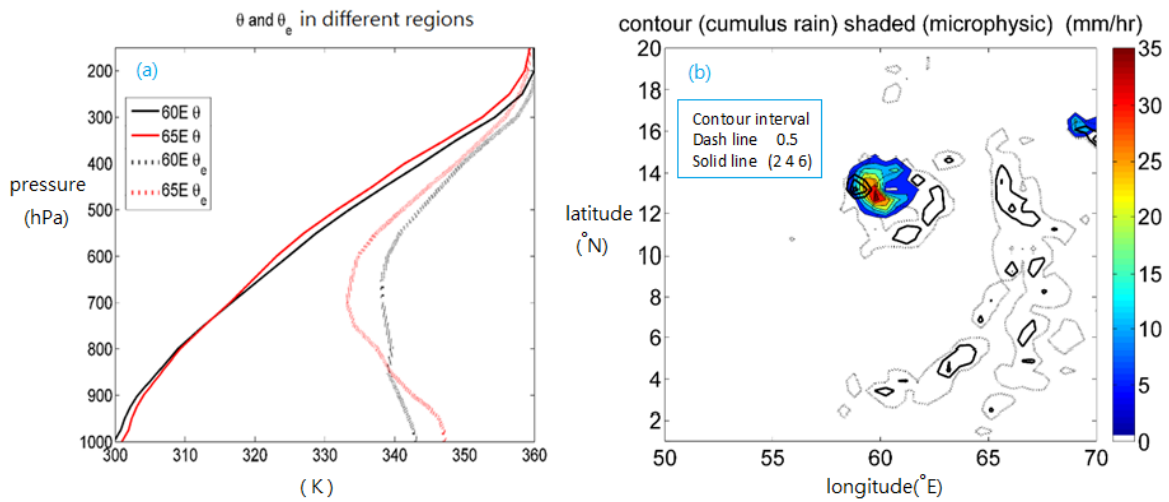 θ and θe in different regions
(a)
60E θ
65E θ
60E θe
65E θe
pressure
(hPa)
200
300
400
500
600
700
800
900
1000
300
310
320
330
340
350
360
(K)
contour (cumulus rain) shaded (microphysic) (mm/hr)
(b)
Contour interval
Dash line 0.5
Solid line (2 4 6)
latitude
(°N)
20
18
16
14
12
10
8
6
4
2
50
55
60
65
70
longitude(°E)
35
30
25
20
15
10
5
0